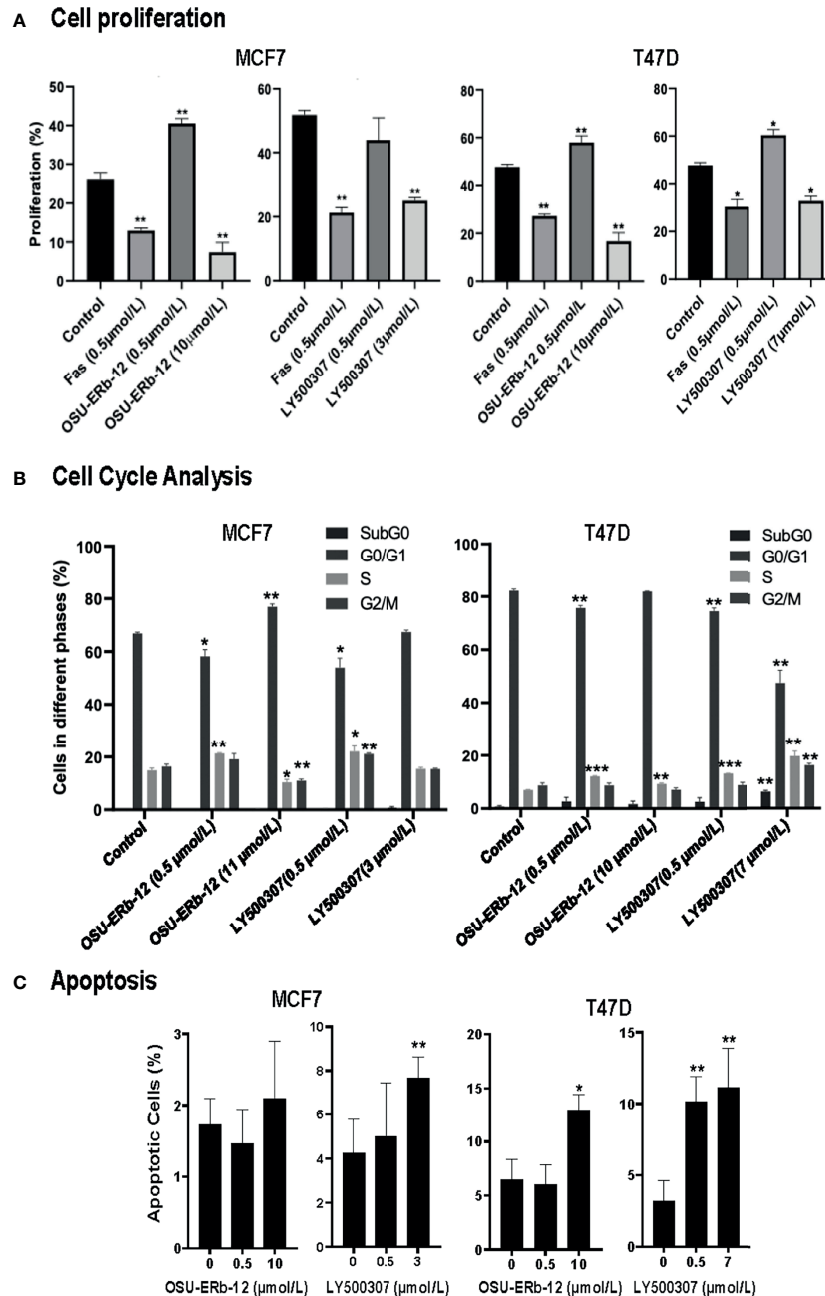 A Cell proliferation
MCF7
T47D
Proliferation (%)
50
40
30
20
10
0
**
**
**
Control
Fas (0.5µmol/L)
OSU-ERb-12 (0.5µmol/L)
OSU-ERb-12 (10µmol/L)
60
40
20
0
**
**
Control
Fas (0.5µmol/L)
LY500307 (0.5µmol/L)
LY500307 (3µmol/L)
80
60
40
20
0
**
**
**
Control
Fas (0.5µmol/L)
OSU-ERb-12 0.5µmol/L
OSU-ERb-12 (10µmol/L)
80
60
40
20
0
*
*
*
Control
Fas (0.5µmol/L)
LY500307 (0.5µmol/L)
LY500307 (7µmol/L)
B Cell Cycle Analysis
MCF7
SubG0
G0/G1
S
G2/M
Cells in different phases (%)
100
80
60
40
20
0
*
**
**
*
**
*
*
**
Control
OSU-ERb-12 (0.5 µmol/L)
OSU-ERb-12 (11 µmol/L)
LY500307(0.5 µmol/L)
LY500307(3 µmol/L)
T47D
SubG0
G0/G1
S
G2/M
100
80
60
40
20
0
**
***
**
**
***
**
**
**
**
Control
OSU-ERb-12 (0.5 µmol/L)
OSU-ERb-12 (10 µmol/L)
LY500307(0.5 µmol/L)
LY500307(7 µmol/L)
C Apoptosis
MCF7
T47D
Apoptotic Cells (%)
3
2
1
0
0 0.5 10
OSU-ERb-12 (µmol/L)
10
8
6
4
2
0
**
0 0.5 3
LY500307 (µmol/L)
20
15
10
5
0
*
0 0.5 10
OSU-ERb-12 (µmol/L)
15
10
5
0
**
**
0 0.5 7
LY500307 (µmol/L)